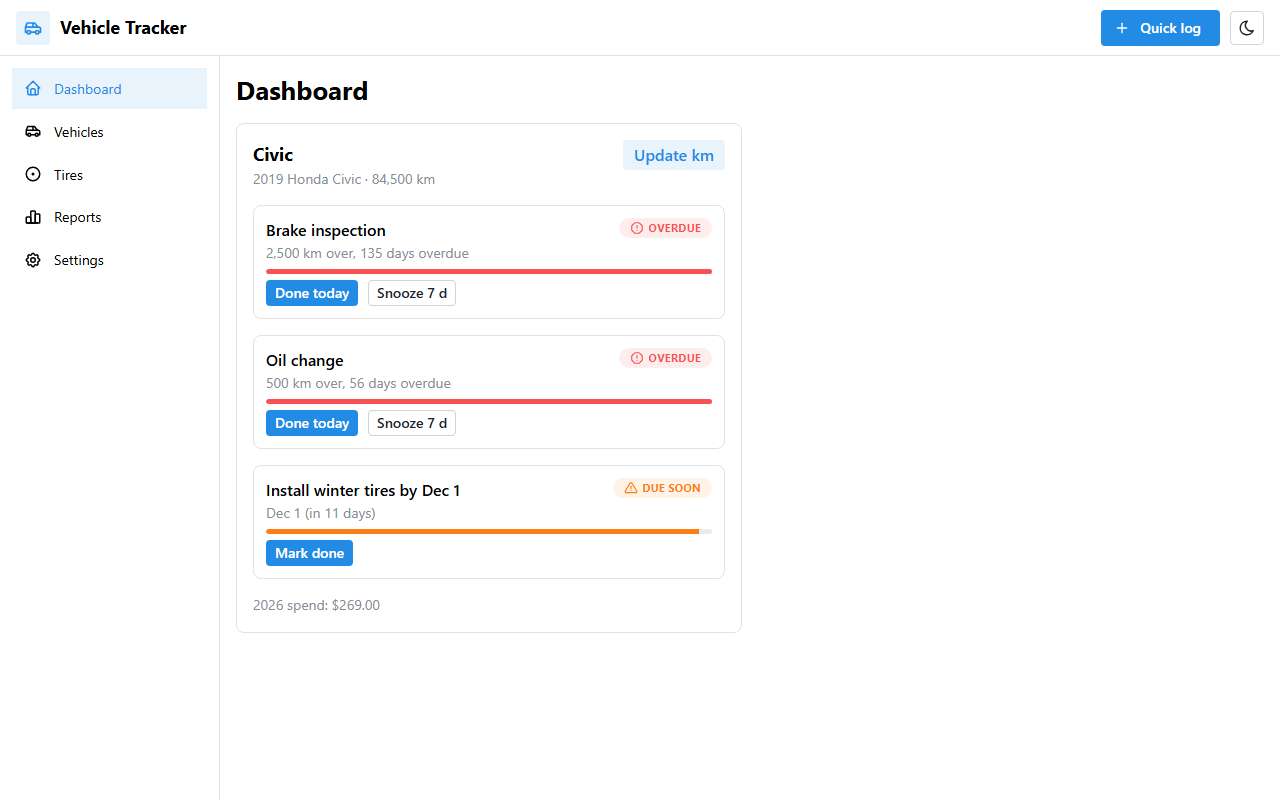 Vehicle Tracker
Quick log
Dashboard
Vehicles
Tires
Reports
Settings
Dashboard
Civic
Update km
2019 Honda Civic · 84,500 km
Brake inspection
OVERDUE
2,500 km over, 135 days overdue
Done today
Snooze 7 d
Oil change
OVERDUE
500 km over, 56 days overdue
Done today
Snooze 7 d
Install winter tires by Dec 1
DUE SOON
Dec 1 (in 11 days)
Mark done
2026 spend: $269.00